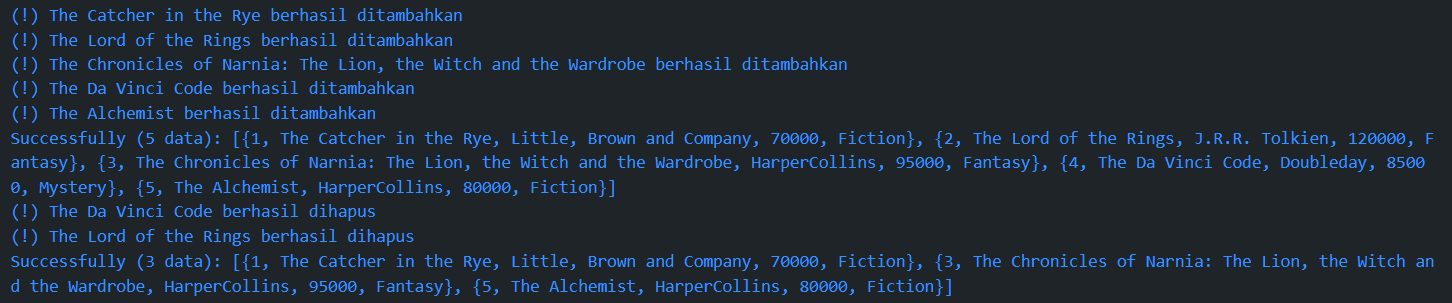 (!) The Catcher in the Rye berhasil ditambahkan
(!) The Lord of the Rings berhasil ditambahkan
(!) The Chronicles of Narnia: The Lion, the Witch and the Wardrobe berhasil ditambahkan
(!) The Da Vinci Code berhasil ditambahkan
(!) The Alchemist berhasil ditambahkan
Successfully (5 data): [{1, The Catcher in the Rye, Little, Brown and Company, 70000, Fiction}, {2, The Lord of the Rings, J.R.R. Tolkien, 120000, F
antasy}, {3, The Chronicles of Narnia: The Lion, the Witch and the Wardrobe, HarperCollins, 95000, Fantasy}, {4, The Da Vinci Code, Doubleday, 8500
0, Mystery}, {5, The Alchemist, HarperCollins, 80000, Fiction}]
(!) The Da Vinci Code berhasil dihapus
(!) The Lord of the Rings berhasil dihapus
Successfully (3 data): [{1, The Catcher in the Rye, Little, Brown and Company, 70000, Fiction}, {3, The Chronicles of Narnia: The Lion, the Witch an
d the Wardrobe, HarperCollins, 95000, Fantasy}, {5, The Alchemist, HarperCollins, 80000, Fiction}]